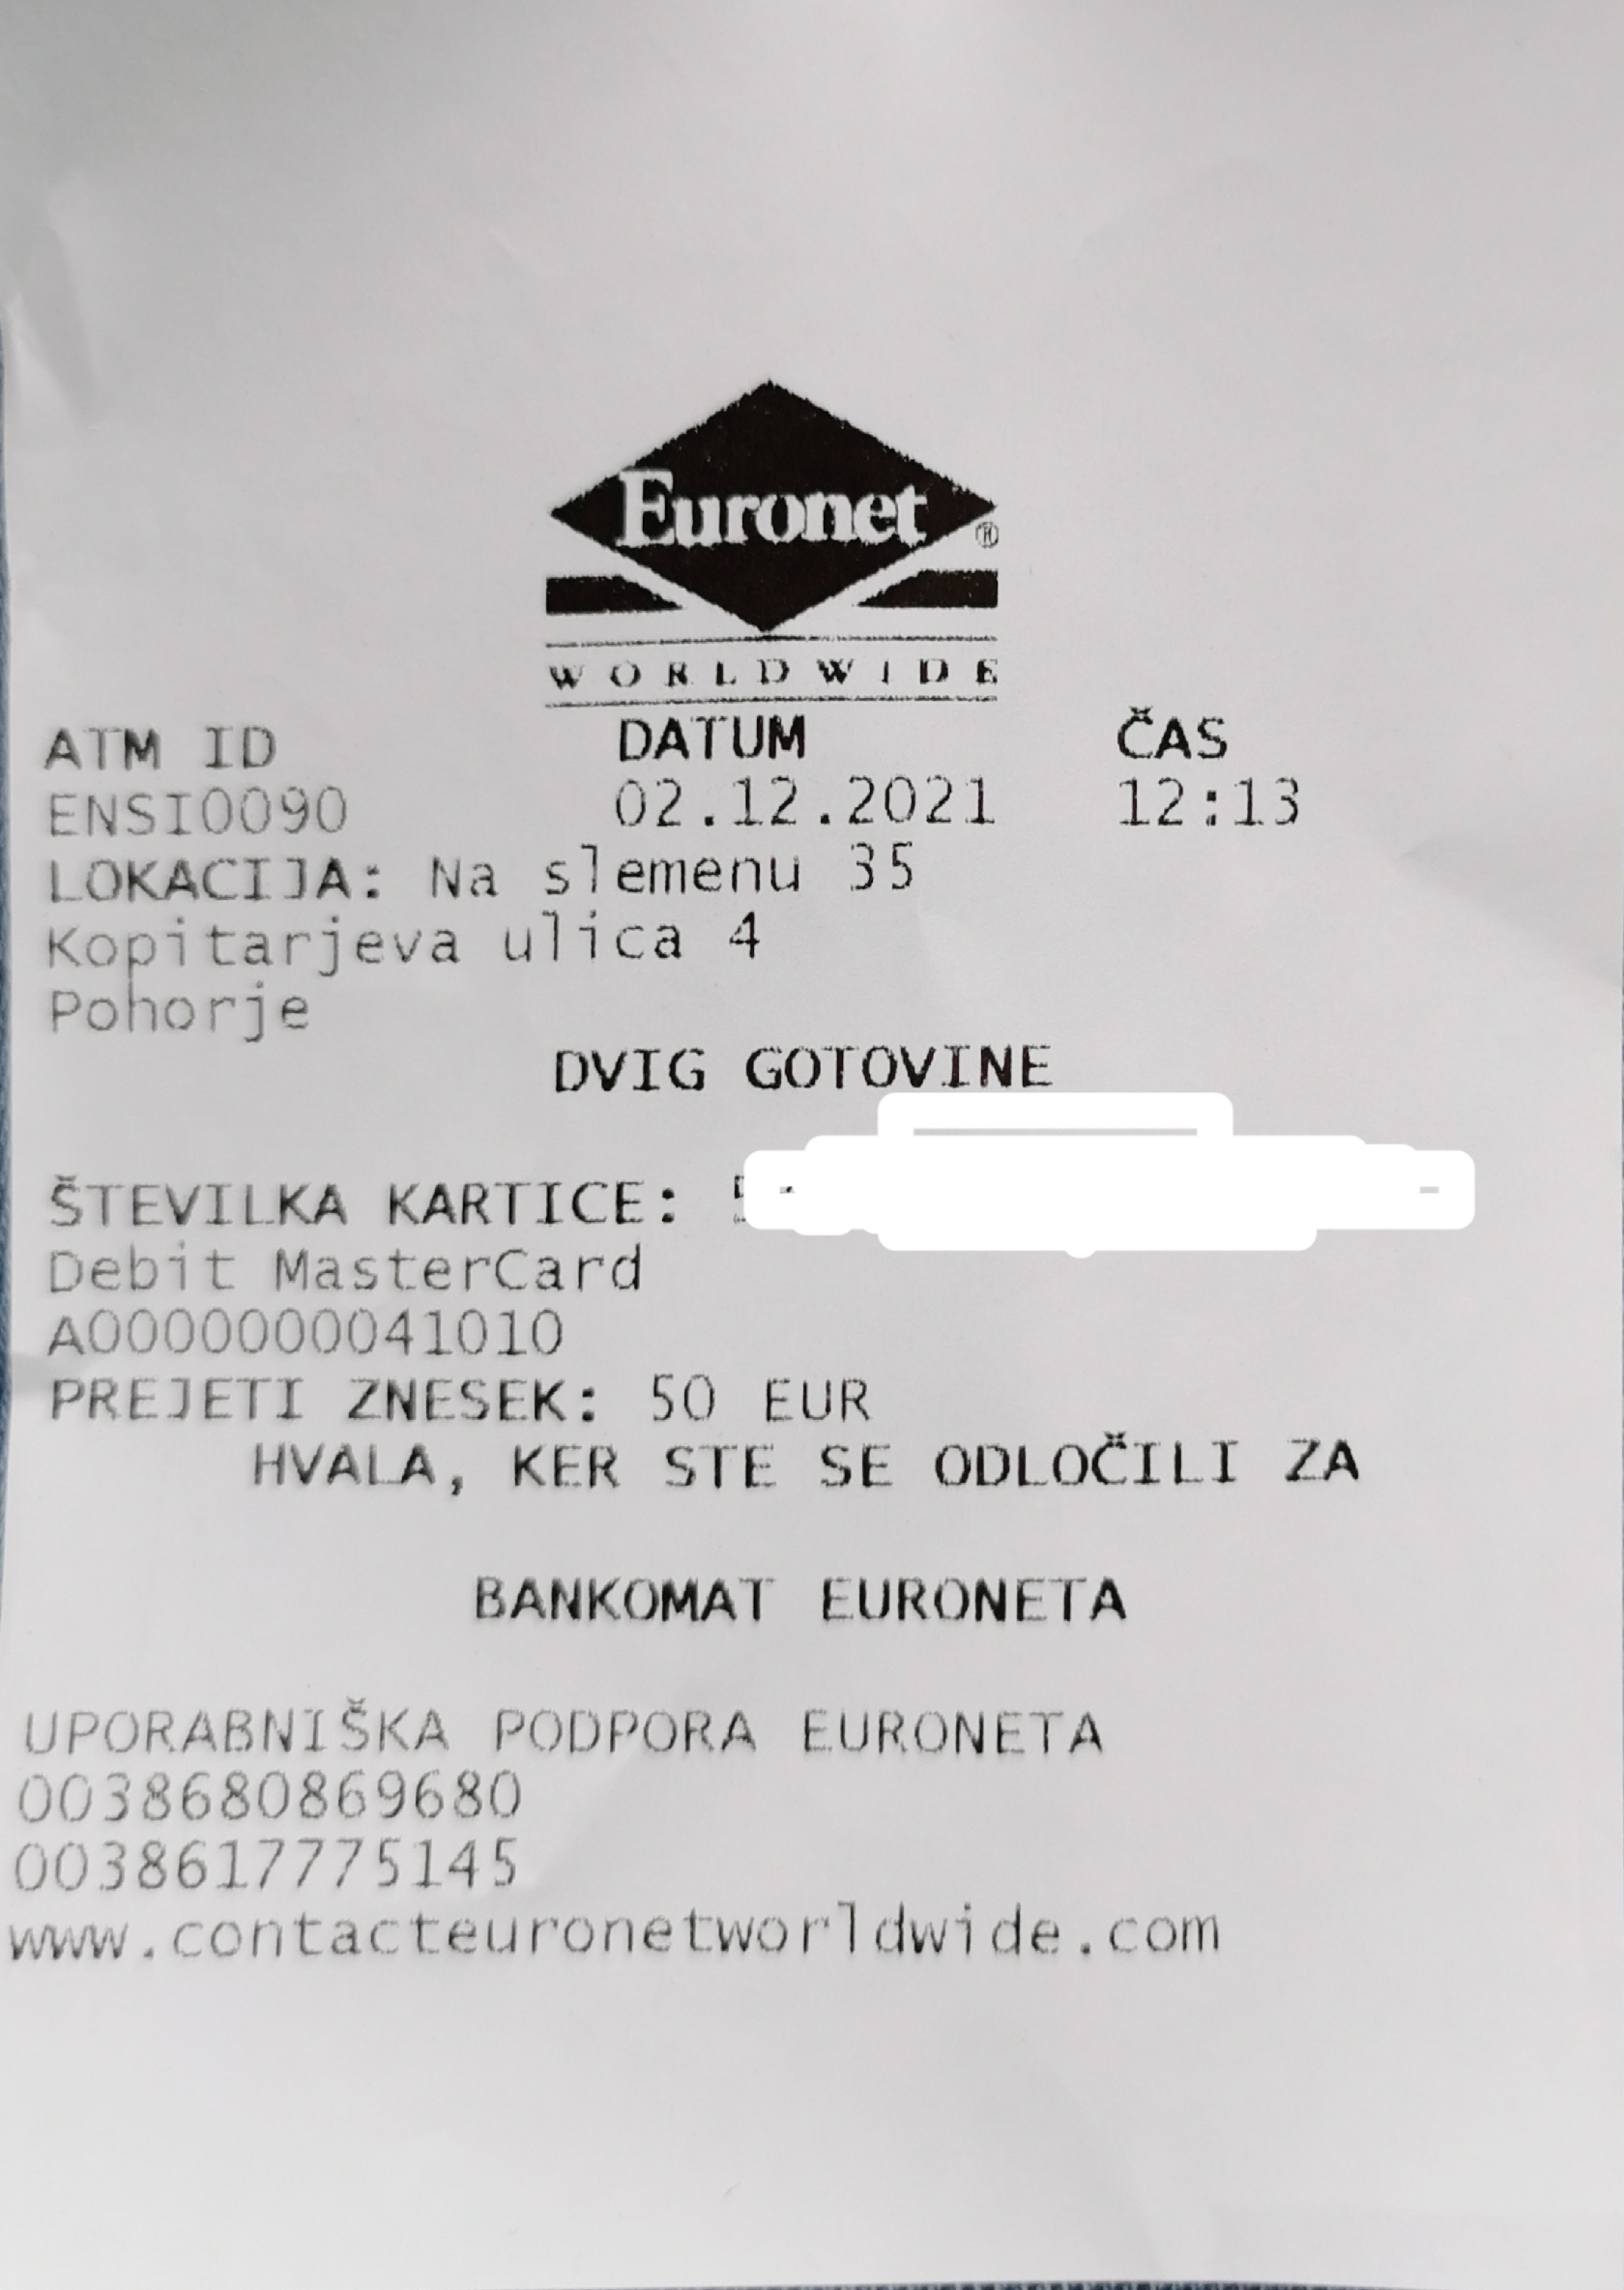 Euronet ®
WORLDWIDE
ATM ID DATUM ČAS
ENSI0090 02.12.2021 12:13
LOKACIJA: Na slemenu 35
Kopitarjeva ulica 4
Pohorje
DVIG GOTOVINE
ŠTEVILKA KARTICE:
Debit MasterCard
A0000000041010
PREJETI ZNESEK: 50 EUR
HVALA, KER STE SE ODLOČILI ZA
BANKOMAT EURONETA
UPORABNIŠKA PODPORA EURONETA
0038680869680
0038617775145
www.contacteuronetworldwide.com